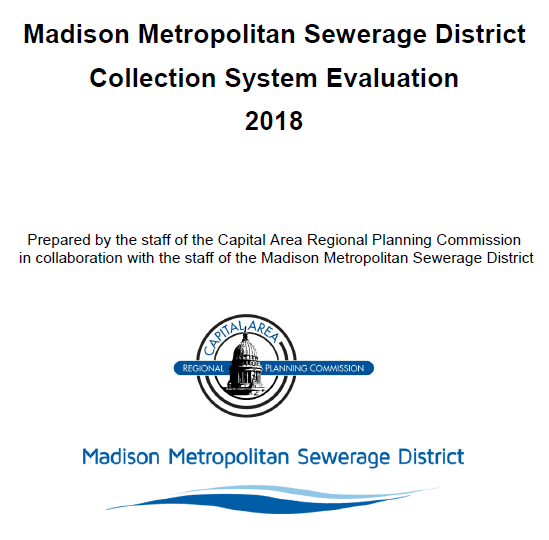 Madison Metropolitan Sewerage District
Collection System Evaluation
2018
Prepared by the staff of the Capital Area Regional Planning Commission
in collaboration with the staff of the Madison Metropolitan Sewerage District
CAPITAL AREA
REGIONAL PLANNING COMMISSION
Madison Metropolitan Sewerage District